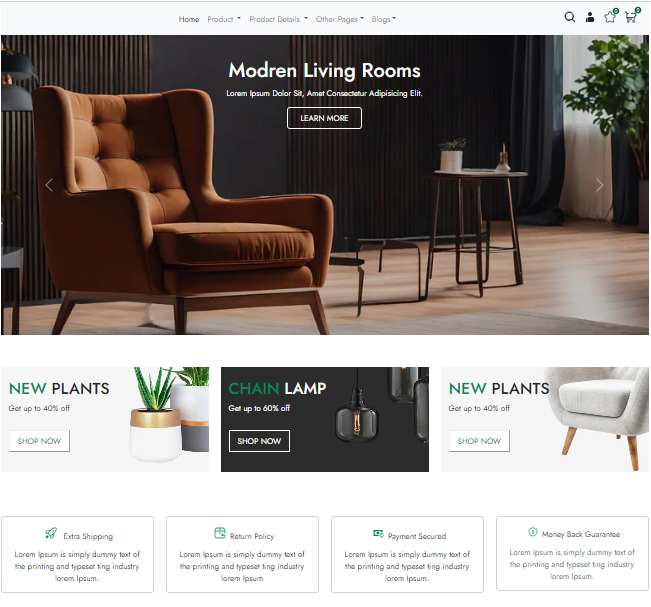 Home Product Prodact Details Other Pages Blogs
0 0
Modren Living Rooms
Lorem Ipsum Dolor Sit, Amet Consectetur Adipisicing Elit.
LEARN MORE
NEW PLANTS
Get up to 40% off
SHOP NOW
CHAIN LAMP
Get up to 60% off
SHOP NOW
NEW PLANTS
Get up to 40% off
SHOP NOW
Extra Shipping
Lorem Ipsum is simply dummy text of
the printing and typeset ting industry
lorem Ipsum.
Return Policy
Lorem Ipsum is simply dummy text of
the printing and typeset ting industry
lorem Ipsum
Payment Secured
Lorem Ipsum is simply dummy text of
the printing and typeset ting industry
lorem Ipsum.
Money Back Guarantee
Lorem Ipsum is simply dummy text of
the printing and typeset ting industry
lorem Ipsum.